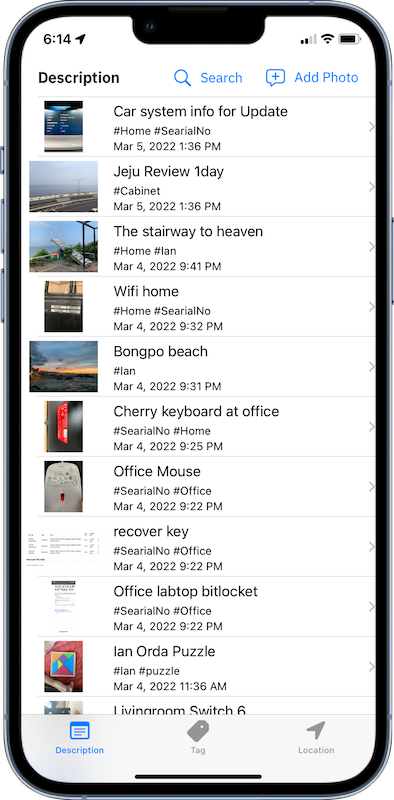 6:14
Description Search Add Photo
Car system info for Update
#Home #SearialNo
Mar 5, 2022 1:36 PM
Jeju Review 1day
#Cabinet
Mar 5, 2022 1:36 PM
The stairway to heaven
#Home #Ian
Mar 4, 2022 9:41 PM
Wifi home
#Home #SearialNo
Mar 4, 2022 9:32 PM
Bongpo beach
#Ian
Mar 4, 2022 9:31 PM
Cherry keyboard at office
#SearialNo #Home
Mar 4, 2022 9:25 PM
Office Mouse
#SearialNo #Office
Mar 4, 2022 9:22 PM
recover key
#SearialNo #Office
Mar 4, 2022 9:22 PM
Office labtop bitlocket
#SearialNo #Office
Mar 4, 2022 9:22 PM
Ian Orda Puzzle
#Ian #puzzle
Mar 4, 2022 11:36 AM
Livingroom Switch 6
Description Tag Location